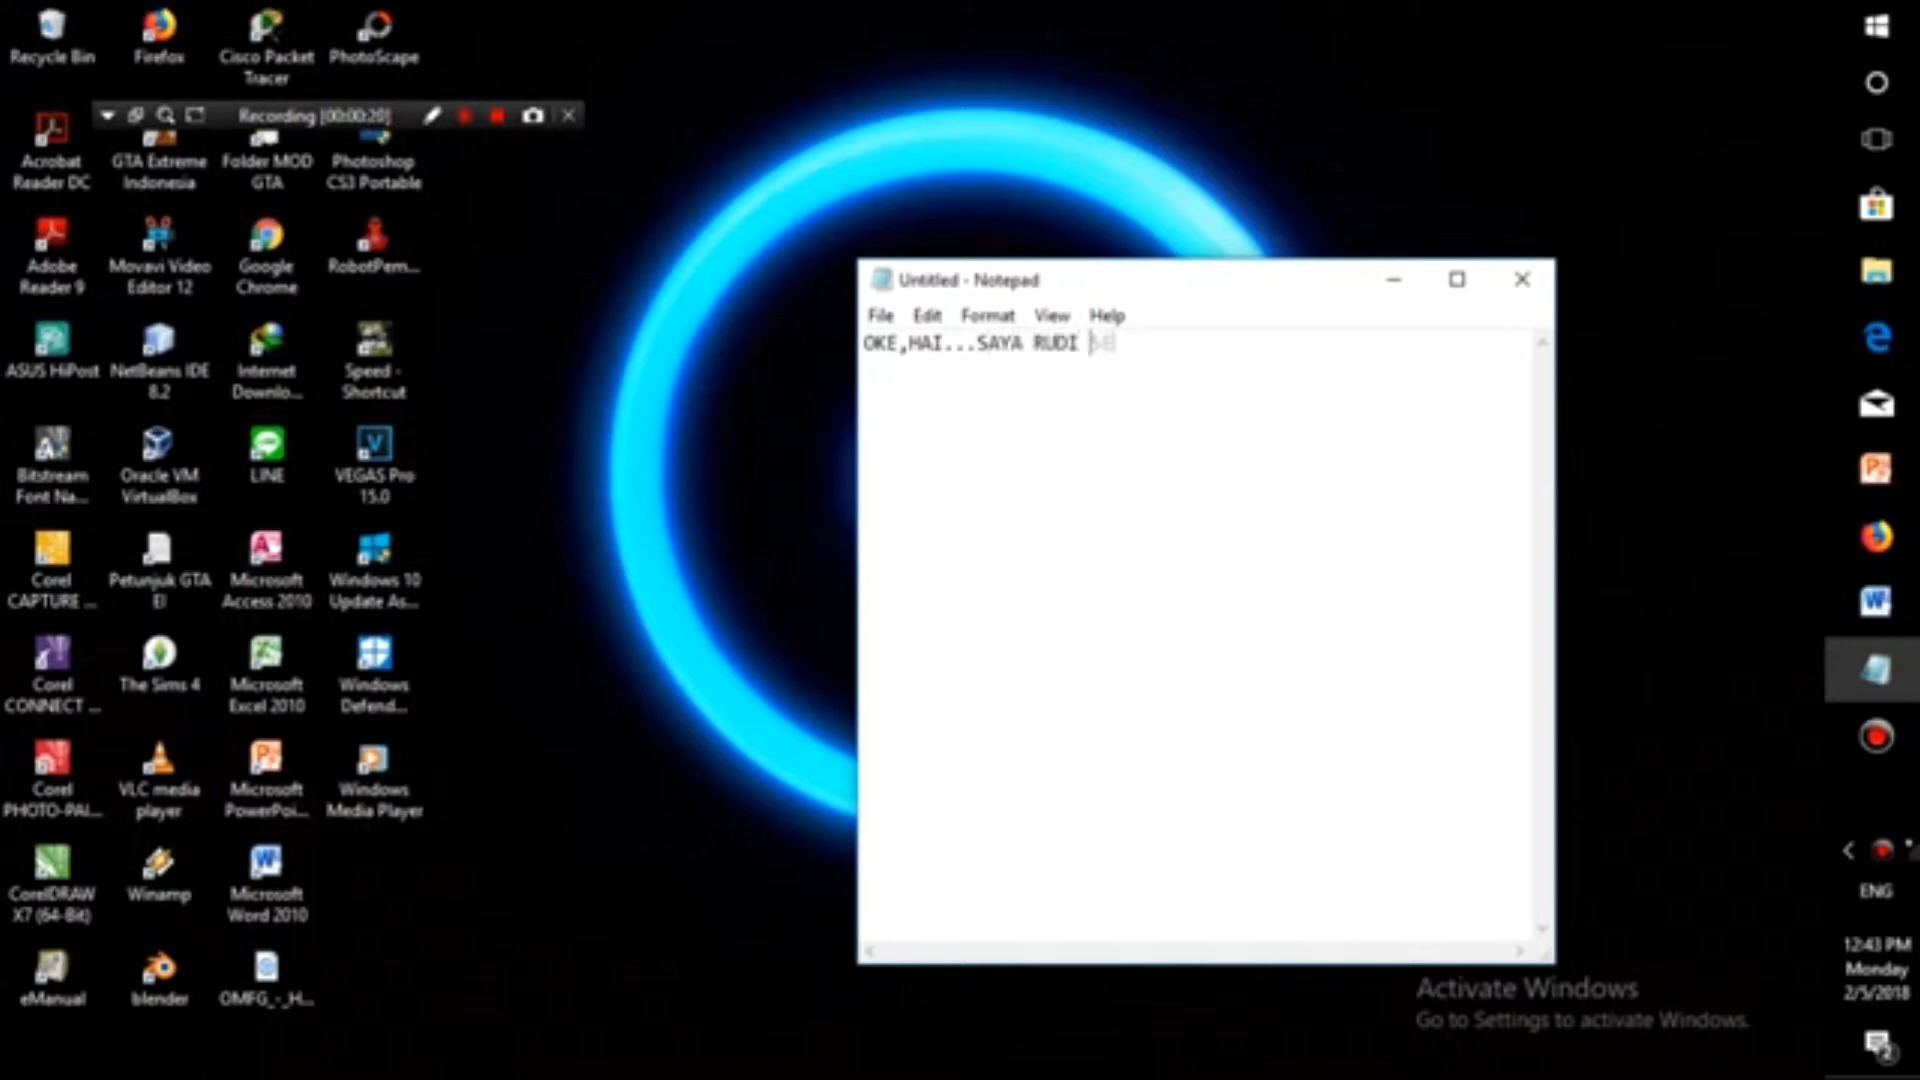 Recycle Bin
Firefox
Cisco Packet
Tracer
PhotoScape
Recording [00:00:20]
Acrobat
Reader DC
GTA Extreme
Indonesia
Folder MOD
GTA
Photoshop
CS3 Portable
Adobe
Reader 9
Movavi Video
Editor 12
Google
Chrome
RobotPem...
ASUS HiPost
NetBeans IDE
8.2
Internet
Downlo...
Speed -
Shortcut
Bitstream
Font Na...
Oracle VM
VirtualBox
LINE
VEGAS Pro
15.0
Corel
CAPTURE ...
Petunjuk GTA
EI
Microsoft
Access 2010
Windows 10
Update As...
Corel
CONNECT ...
The Sims 4
Microsoft
Excel 2010
Windows
Defend...
Corel
PHOTO-PAI...
VLC media
player
Microsoft
PowerPoi...
Windows
Media Player
CorelDRAW
X7 (64-Bit)
Winamp
Microsoft
Word 2010
eManual
blender
OMFG_-_H...
Untitled - Notepad
File Edit Format View Help
OKE,HAI...SAYA RUDI
Activate Windows
Go to Settings to activate Windows.
ENG
12:43 PM
Monday
2/5/2018
2